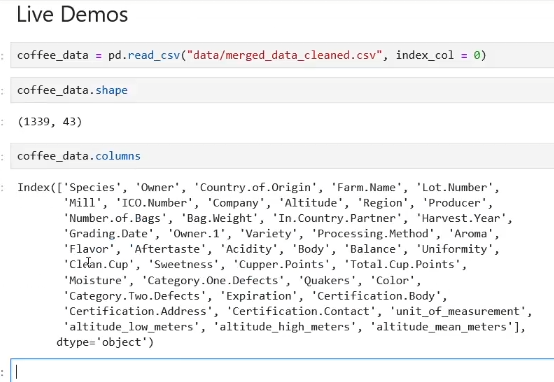 Live Demos
: coffee_data = pd.read_csv("data/merged_data_cleaned.csv", index_col = 0)
: coffee_data.shape
: (1339, 43)
: coffee_data.columns
: Index(['Species', 'Owner', 'Country.of.Origin', 'Farm.Name', 'Lot.Number',
'Mill', 'ICO.Number', 'Company', 'Altitude', 'Region', 'Producer',
'Number.of.Bags', 'Bag.Weight', 'In.Country.Partner', 'Harvest.Year',
'Grading.Date', 'Owner.1', 'Variety', 'Processing.Method', 'Aroma',
'Flavor', 'Aftertaste', 'Acidity', 'Body', 'Balance', 'Uniformity',
'Clean.Cup', 'Sweetness', 'Cupper.Points', 'Total.Cup.Points',
'Moisture', 'Category.One.Defects', 'Quakers', 'Color',
'Category.Two.Defects', 'Expiration', 'Certification.Body',
'Certification.Address', 'Certification.Contact', 'unit_of_measurement',
'altitude_low_meters', 'altitude_high_meters', 'altitude_mean_meters'],
dtype='object')
: